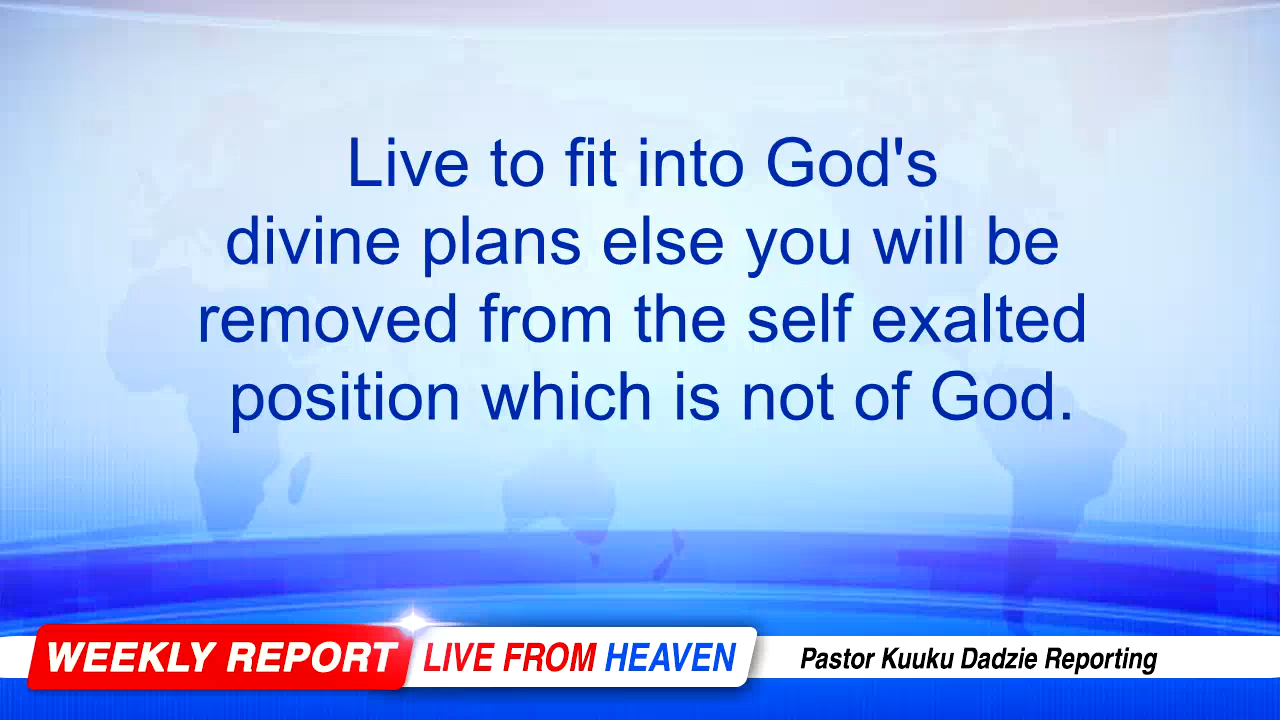 Live to fit into God's
divine plans else you will be
removed from the self exalted
position which is not of God.
WEEKLY REPORT LIVE FROM HEAVEN Pastor Kuuku Dadzie Reporting